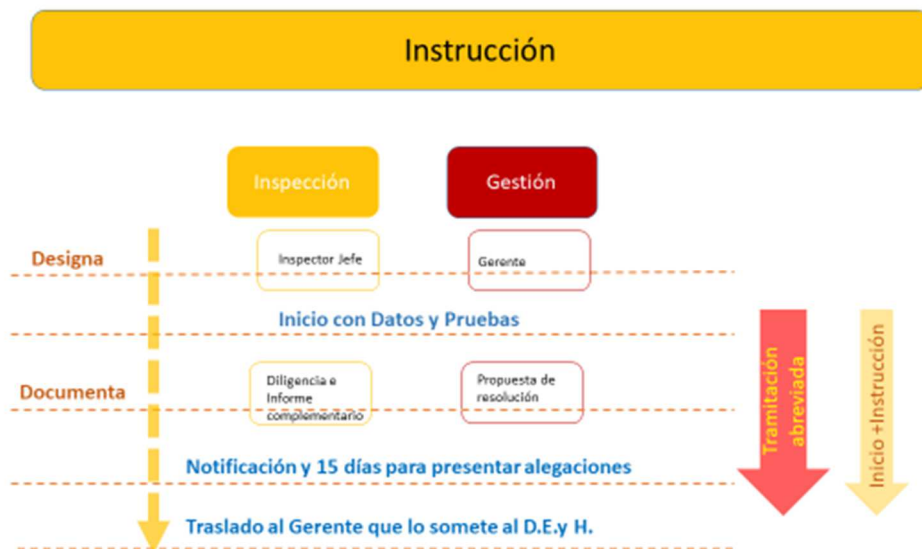 Instrucción
Inspección
Gestión
Designa
Inspector Jefe
Gerente
Inicio con Datos y Pruebas
Documenta
Diligencia e
Informe
complementario
Propuesta de
resolución
Notificación y 15 días para presentar alegaciones
Traslado al Gerente que lo somete al D.E.y H.
Tramitación
abreviada
Inicio +Instrucción